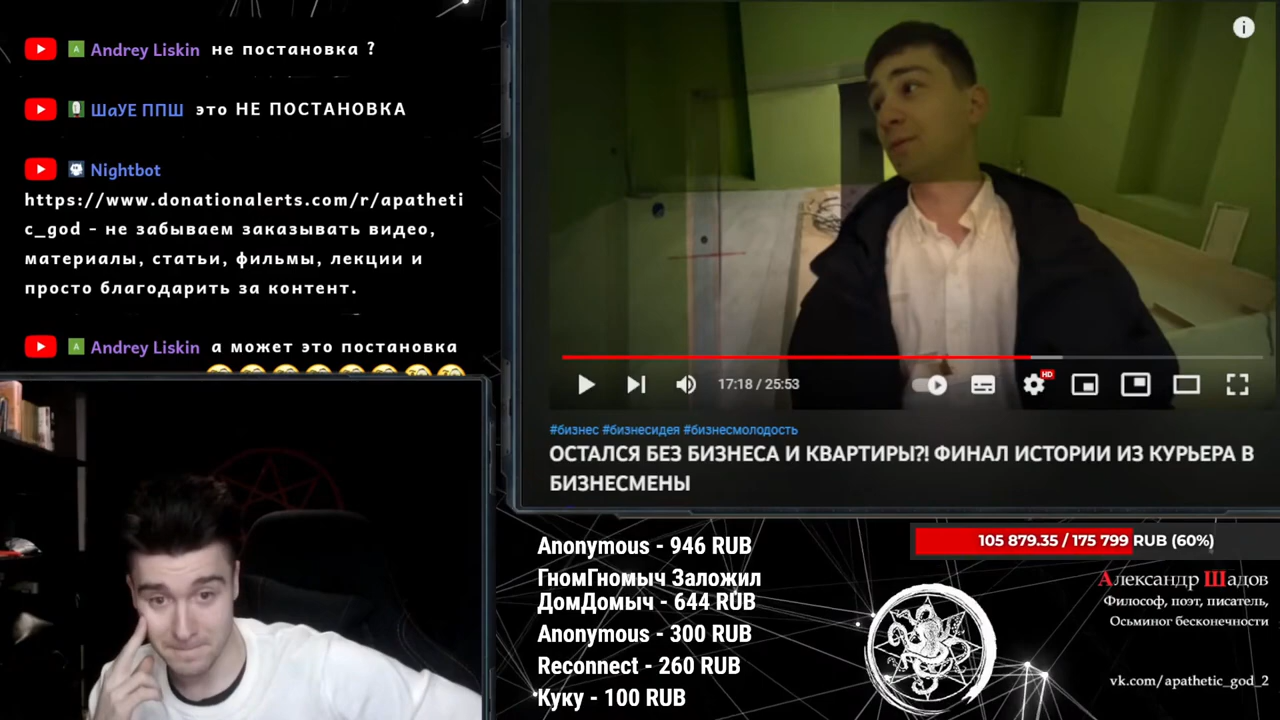 Andrey Liskin не постановка ?
ШаУЕ ППШ это НЕ ПОСТАНОВКА
Nightbot
https://www.donationalerts.com/r/apatheti
c_god - не забываем заказывать видео,
материалы, статьи, фильмы, лекции и
просто благодарить за контент.
Andrey Liskin а может это постановка
17:18 / 25:53
HD
#бизнес #бизнесидея #бизнесмолодость
ОСТАЛСЯ БЕЗ БИЗНЕСА И КВАРТИРЫ?! ФИНАЛ ИСТОРИИ ИЗ КУРЬЕРА В
БИЗНЕСМЕНЫ
Anonymous - 946 RUB
ГномГномыч Заложил
ДомДомыч - 644 RUB
Anonymous - 300 RUB
Reconnect - 260 RUB
Куку - 100 RUB
105 879.35 / 175 799 RUB (60%)
Александр Шадов
Философ, поэт, писатель,
Осьминог бесконечности
vk.com/apathetic_god_2